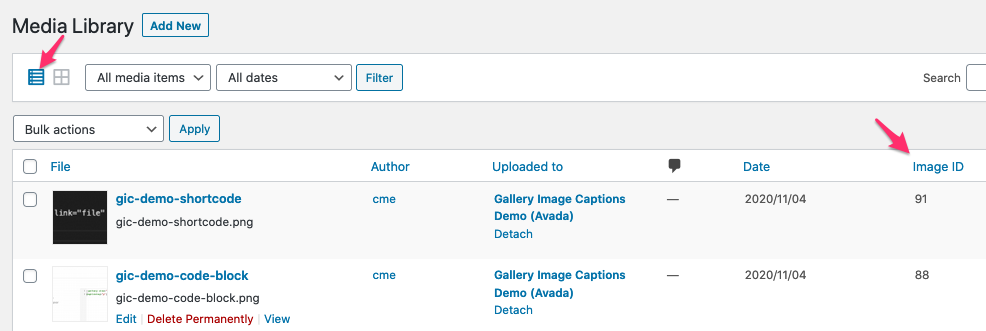 Media Library Add New
All media items All dates Filter Search
Bulk actions Apply
File Author Uploaded to Date Image ID
link="file" gic-demo-shortcode cme Gallery Image Captions — 2020/11/04 91
gic-demo-shortcode.png Demo (Avada)
Detach
gic-demo-code-block cme Gallery Image Captions — 2020/11/04 88
gic-demo-code-block.png Demo (Avada)
Edit | Delete Permanently | View Detach